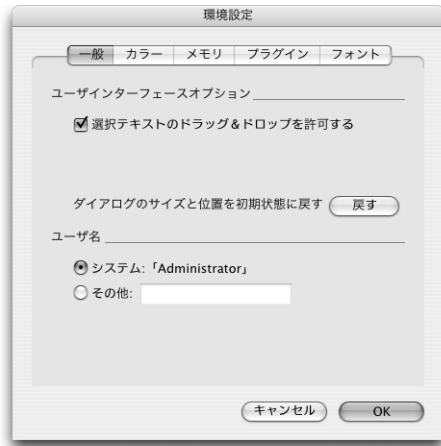 環境設定
一般 カラー メモリ プラグイン フォント
ユーザインターフェースオプション
選択テキストのドラッグ＆ドロップを許可する
ダイアログのサイズと位置を初期状態に戻す 戻す
ユーザ名
システム:「Administrator」
その他:
キャンセル OK